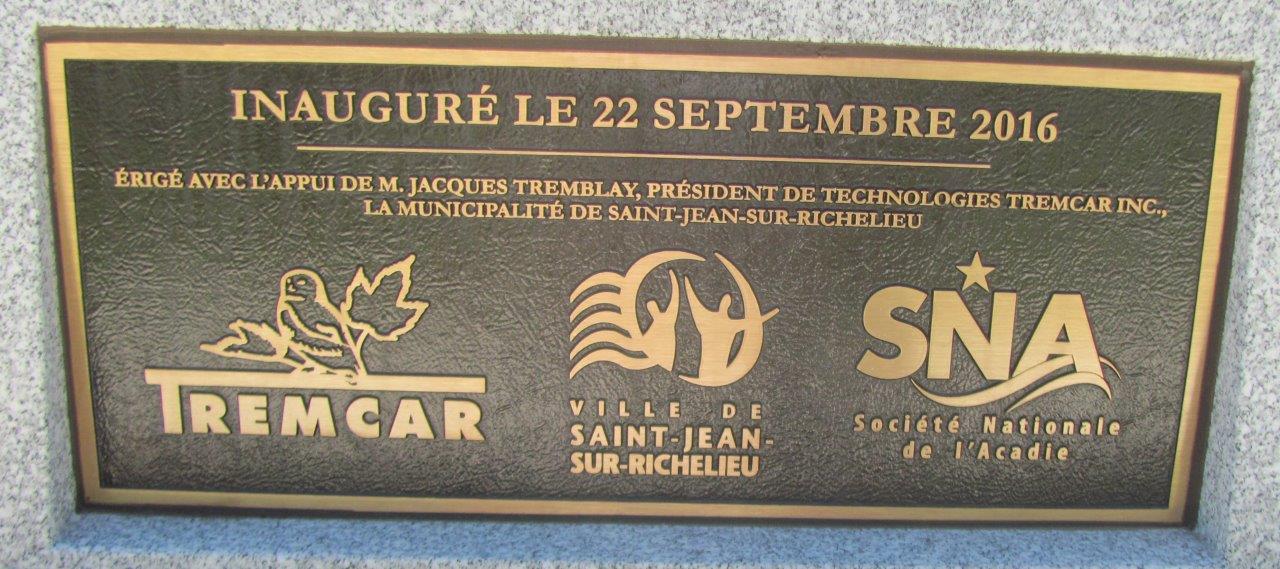 INAUGURÉ LE 22 SEPTEMBRE 2016
ÉRIGÉ AVEC L'APPUI DE M. JACQUES TREMBLAY, PRÉSIDENT DE TECHNOLOGIES TREMCAR INC.,
LA MUNICIPALITÉ DE SAINT-JEAN-SUR-RICHELIEU
TREMCAR
VILLE DE
SAINT-JEAN-
SUR-RICHELIEU
SNA
Société Nationale
de l'Acadie